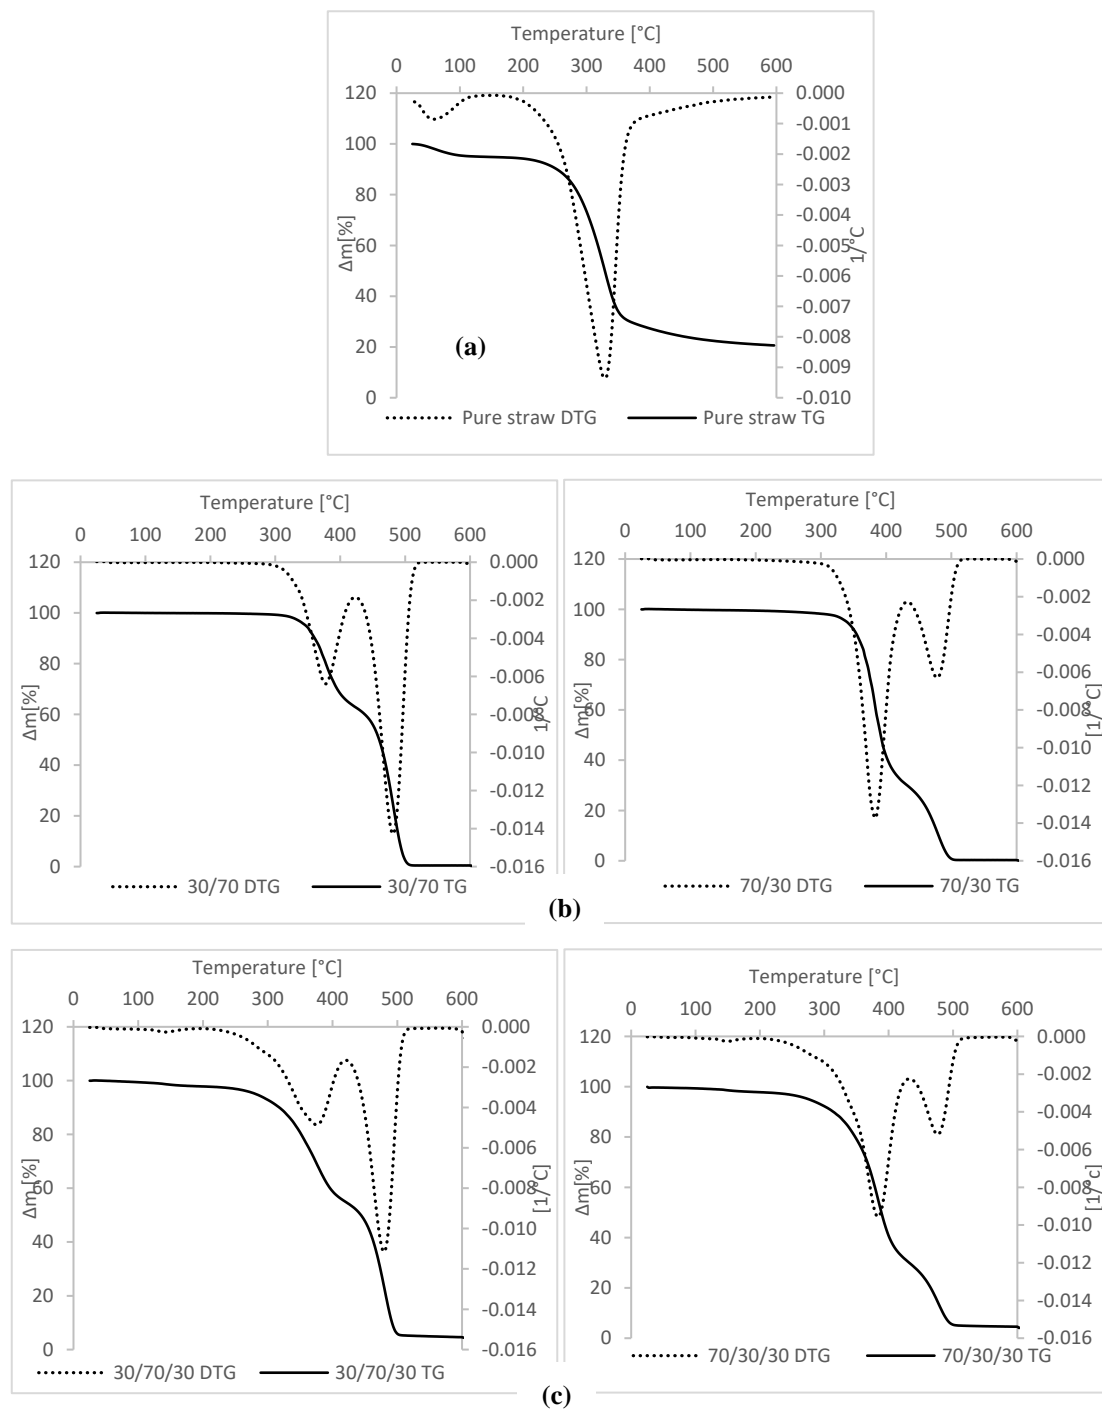 Temperature [°C]
0 100 200 300 400 500 600
120 0.000
-0.001
100 -0.002
80 -0.003
-0.004
60 -0.005
-0.006
40 -0.007
20 -0.008
-0.009
0 -0.010
Δm[%]
1/°C
(a)
Pure straw DTG Pure straw TG
Temperature [°C]
0 100 200 300 400 500 600
120 0.000
100 -0.002
-0.004
80 -0.006
60 -0.008
40 -0.010
-0.012
20 -0.014
0 -0.016
Δm[%]
1/°C
30/70 DTG 30/70 TG
Temperature [°C]
0 100 200 300 400 500 600
120 0.000
100 -0.002
-0.004
80 -0.006
60 -0.008
40 -0.010
-0.012
20 -0.014
0 -0.016
Δm[%]
[1/°C]
70/30 DTG 70/30 TG
(b)
Temperature [°C]
0 100 200 300 400 500 600
120 0.000
100 -0.002
-0.004
80 -0.006
60 -0.008
40 -0.010
-0.012
20 -0.014
0 -0.016
Δm[%]
[1/°C]
30/70/30 DTG 30/70/30 TG
Temperature [°C]
0 100 200 300 400 500 600
120 0.000
100 -0.002
-0.004
80 -0.006
60 -0.008
40 -0.010
-0.012
20 -0.014
0 -0.016
Δm[%]
[1/°c]
70/30/30 DTG 70/30/30 TG
(c)